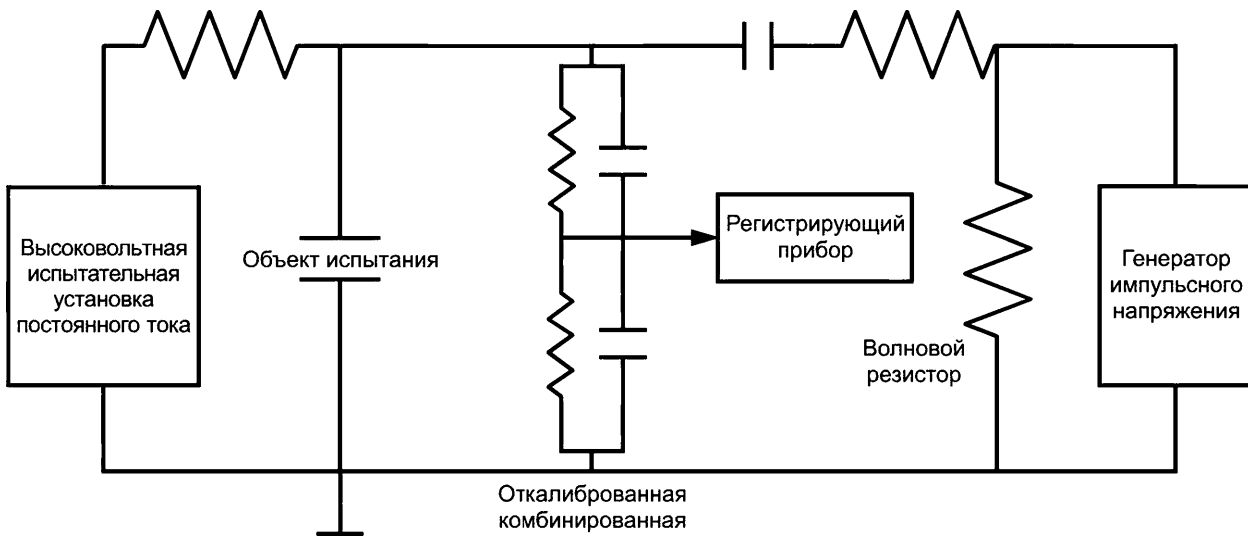 Высоковольтная
испытательная
установка
постоянного тока
Объект испытания
Регистрирующий
прибор
Волновой
резистор
Генератор
импульсного
напряжения
Откалиброванная
комбинированная